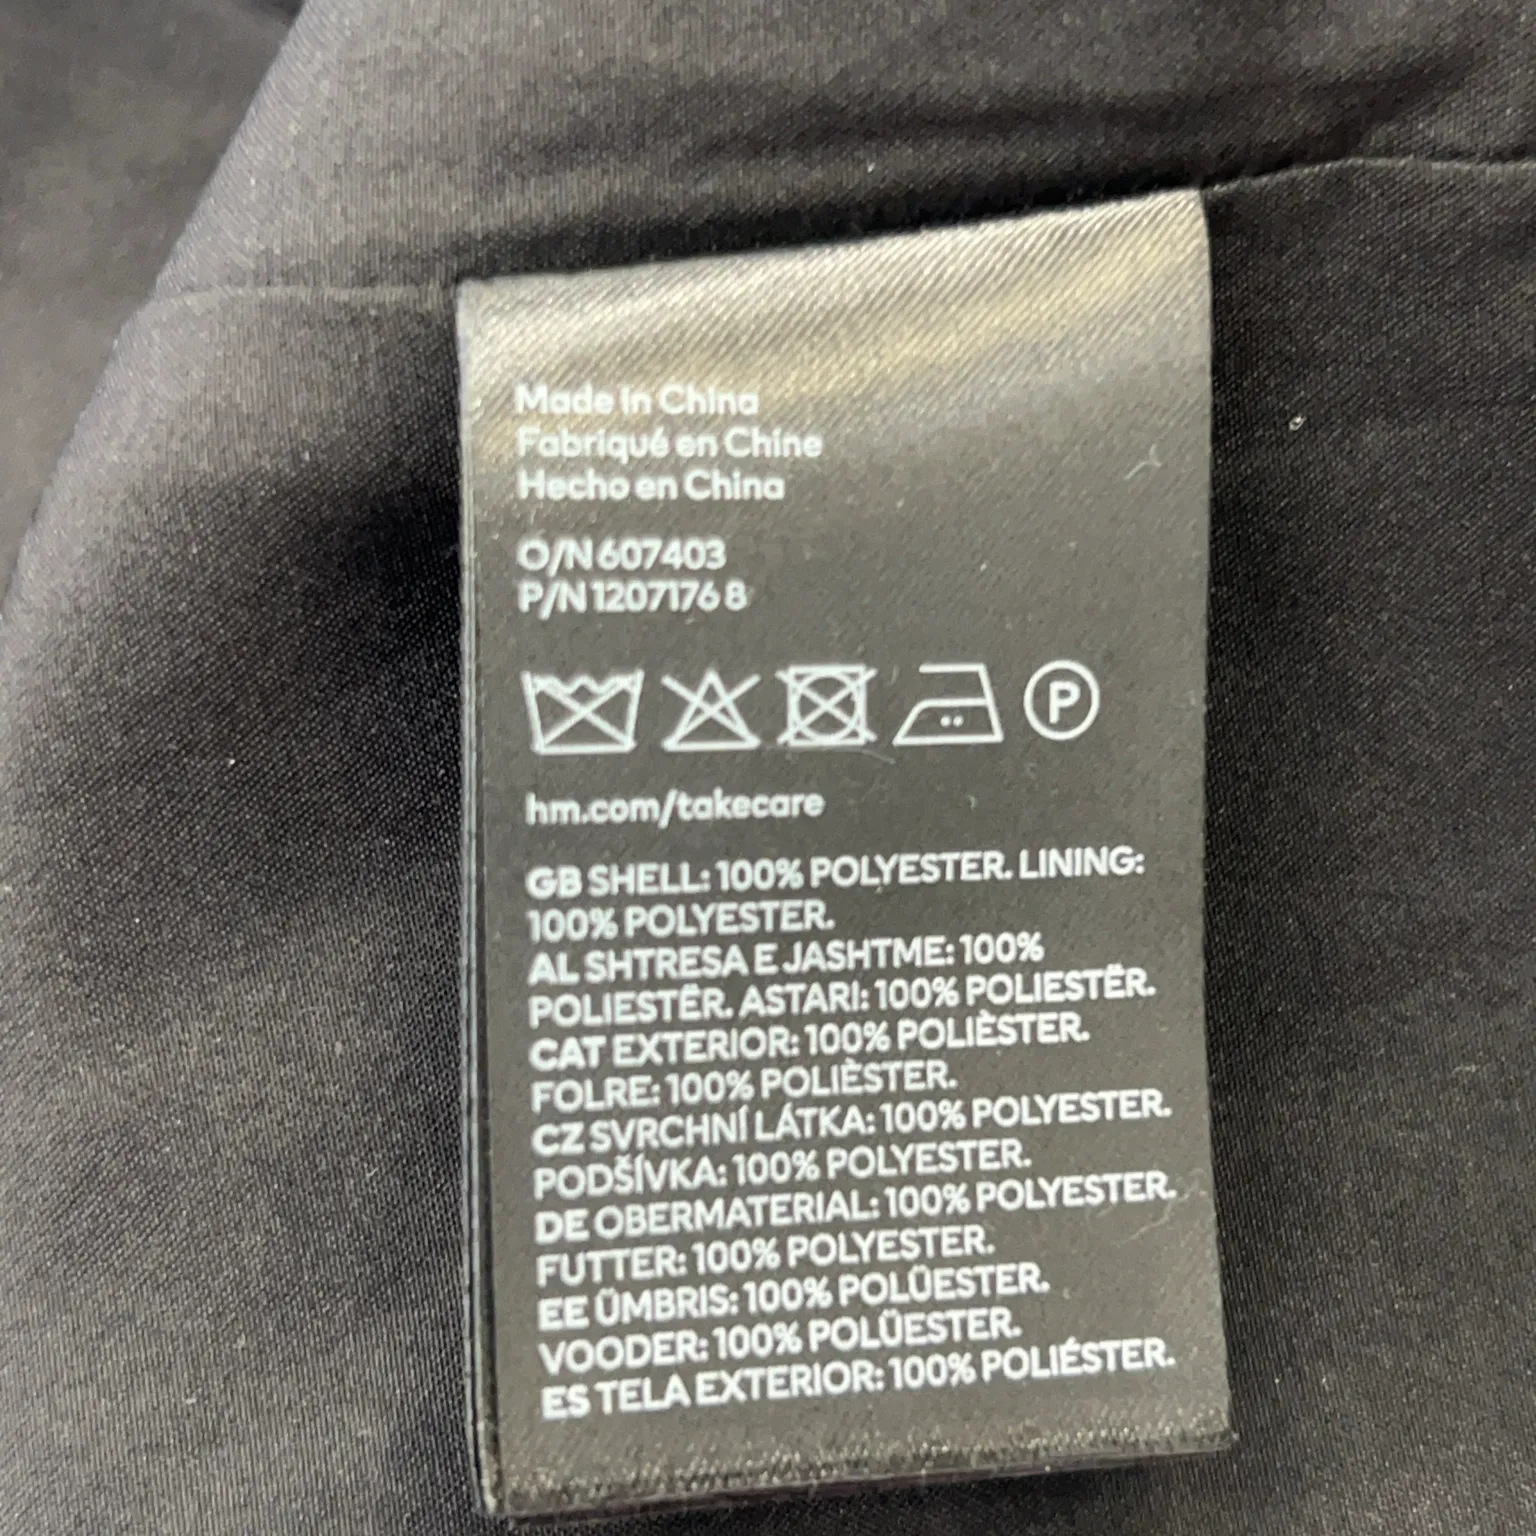 Made in China
Fabriqué en Chine
Hecho en China
O/N 607403
P/N 1207176 8
P
hm.com/takecare
GB SHELL: 100% POLYESTER. LINING:
100% POLYESTER.
AL SHTRESA E JASHTME: 100%
POLIESTËR. ASTARI: 100% POLIESTËR.
CAT EXTERIOR: 100% POLIÈSTER.
FOLRE: 100% POLIÈSTER.
CZ SVRCHNÍ LÁTKA: 100% POLYESTER.
PODŠÍVKA: 100% POLYESTER.
DE OBERMATERIAL: 100% POLYESTER.
FUTTER: 100% POLYESTER.
EE ÜMBRIS: 100% POLÜESTER.
VOODER: 100% POLÜESTER.
ES TELA EXTERIOR: 100% POLIÉSTER.